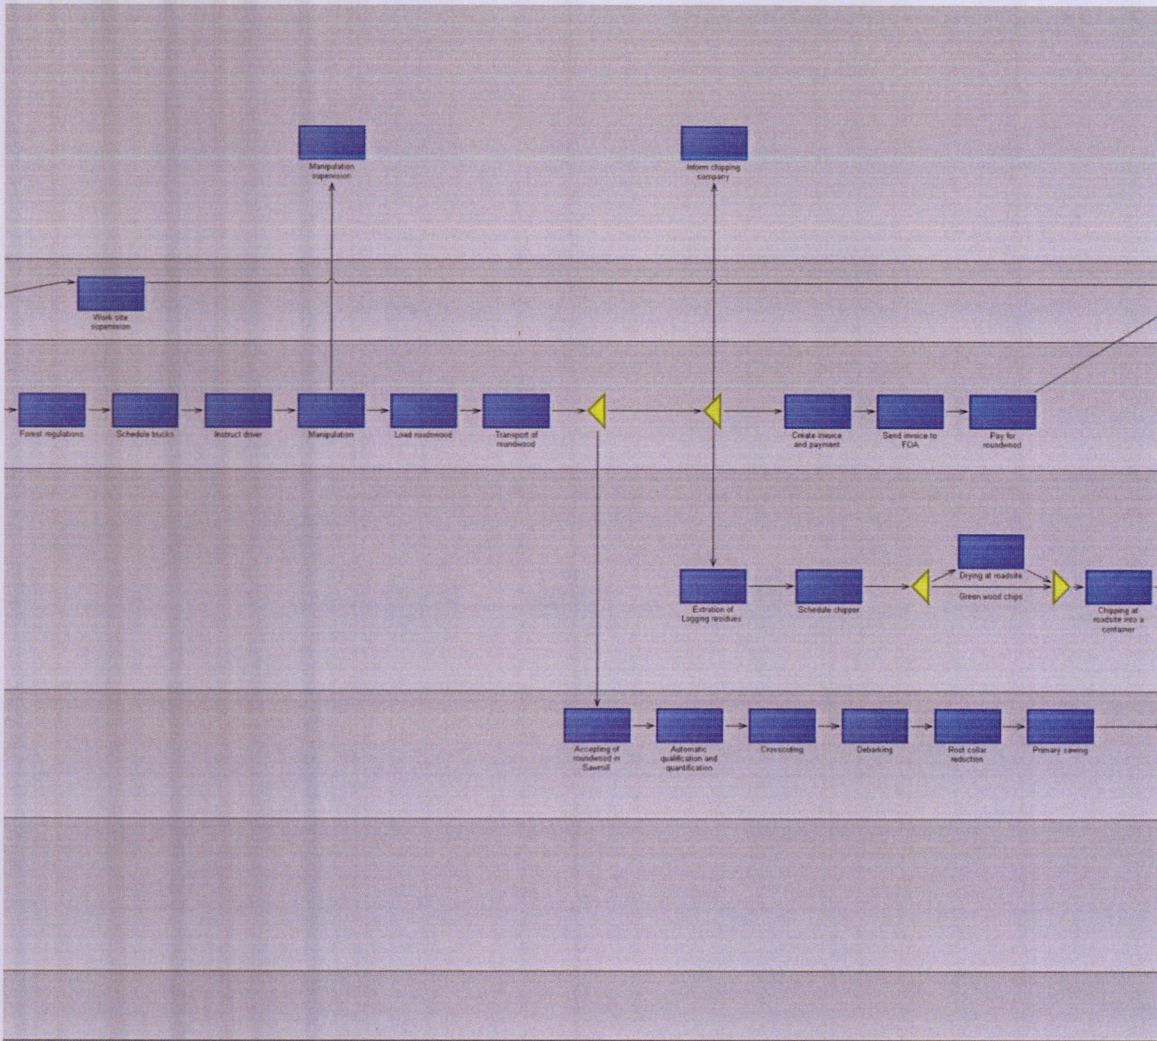 Manipulation
supervision
Inform chipping
company
Work site
supervision
Forest regulations
Schedule trucks
Instruct driver
Manipulation
Load roundwood
Transport of
roundwood
Create invoice
and payment
Send invoice to
FOA
Pay for
roundwood
Drying at roadsite
Green wood chips
Extration of
Logging residues
Schedule chipper
Chipping at
roadsite into a
container
Accepting of
roundwood in
Sawmill
Automatic
qualification and
quantification
Crosscuting
Debarking
Root collar
reduction
Primary sawing